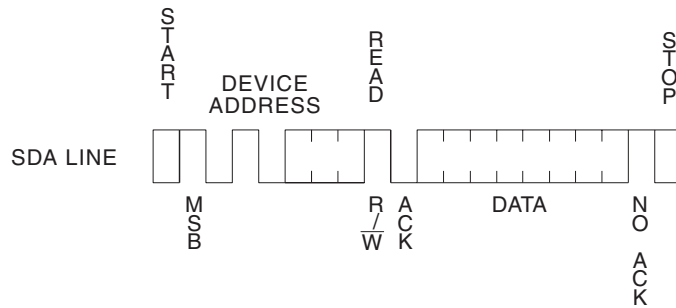 START
READ
STOP
DEVICE
ADDRESS
SDA LINE
MSB
R/W
ACK
DATA
NO ACK